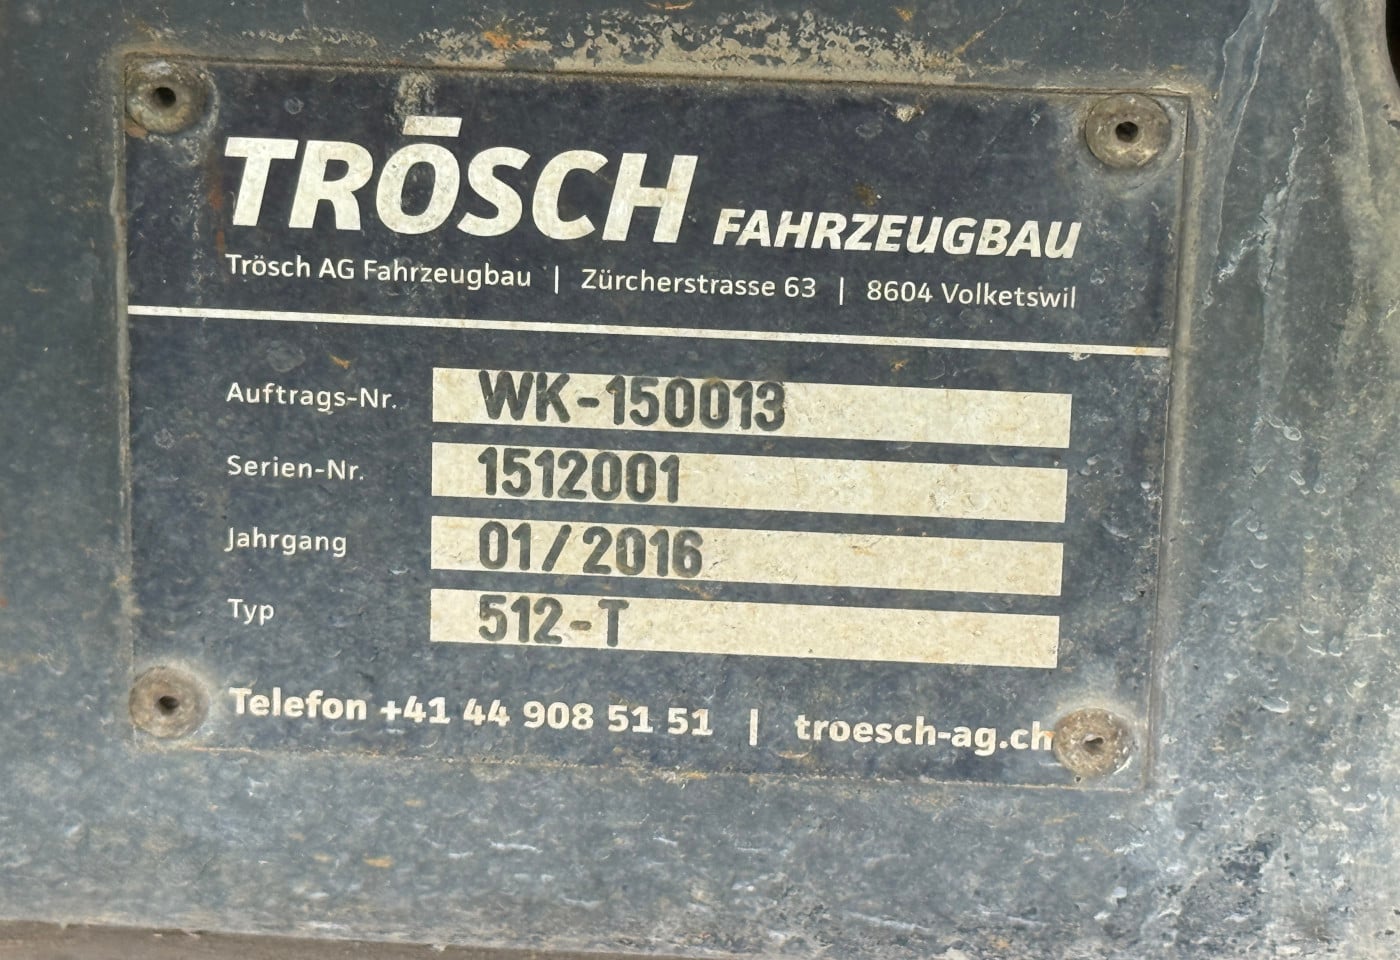 TRÖSCH FAHRZEUGBAU
Trösch AG Fahrzeugbau | Zürcherstrasse 63 | 8604 Volketswil
Auftrags-Nr. WK-150013
Serien-Nr. 1512001
Jahrgang 01/2016
Typ 512-T
Telefon +41 44 908 51 51 | troesch-ag.ch